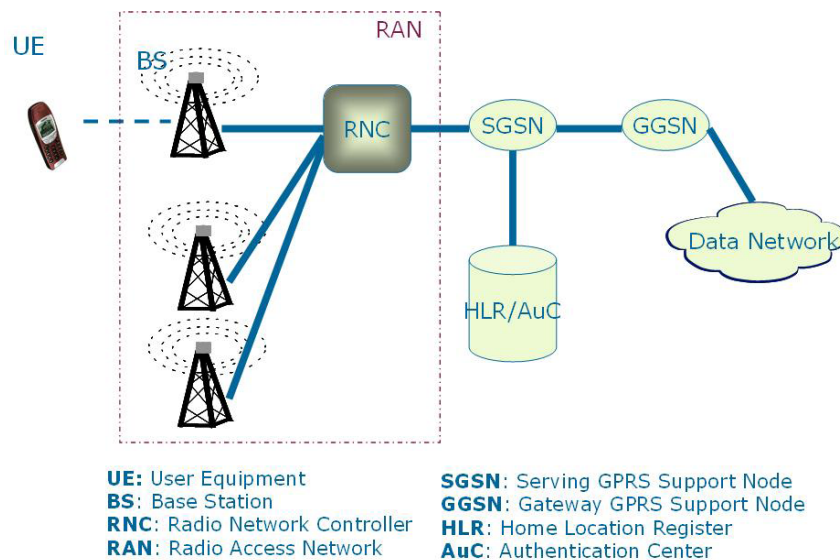 RAN
UE
BS
RNC
SGSN
GGSN
Data Network
HLR/AuC
UE: User Equipment
BS: Base Station
RNC: Radio Network Controller
RAN: Radio Access Network
SGSN: Serving GPRS Support Node
GGSN: Gateway GPRS Support Node
HLR: Home Location Register
AuC: Authentication Center